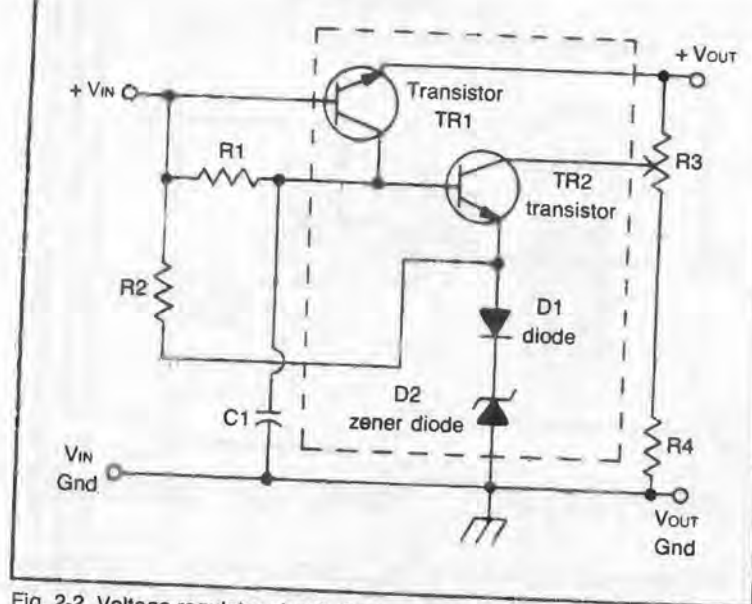 + VOUT
+ VIN
Transistor
TR1
R1
R3
TR2
transistor
R2
D1
diode
D2
zener diode
C1
R4
VIN
Gnd
VOUT
Gnd
Fig. 2-2. Voltage